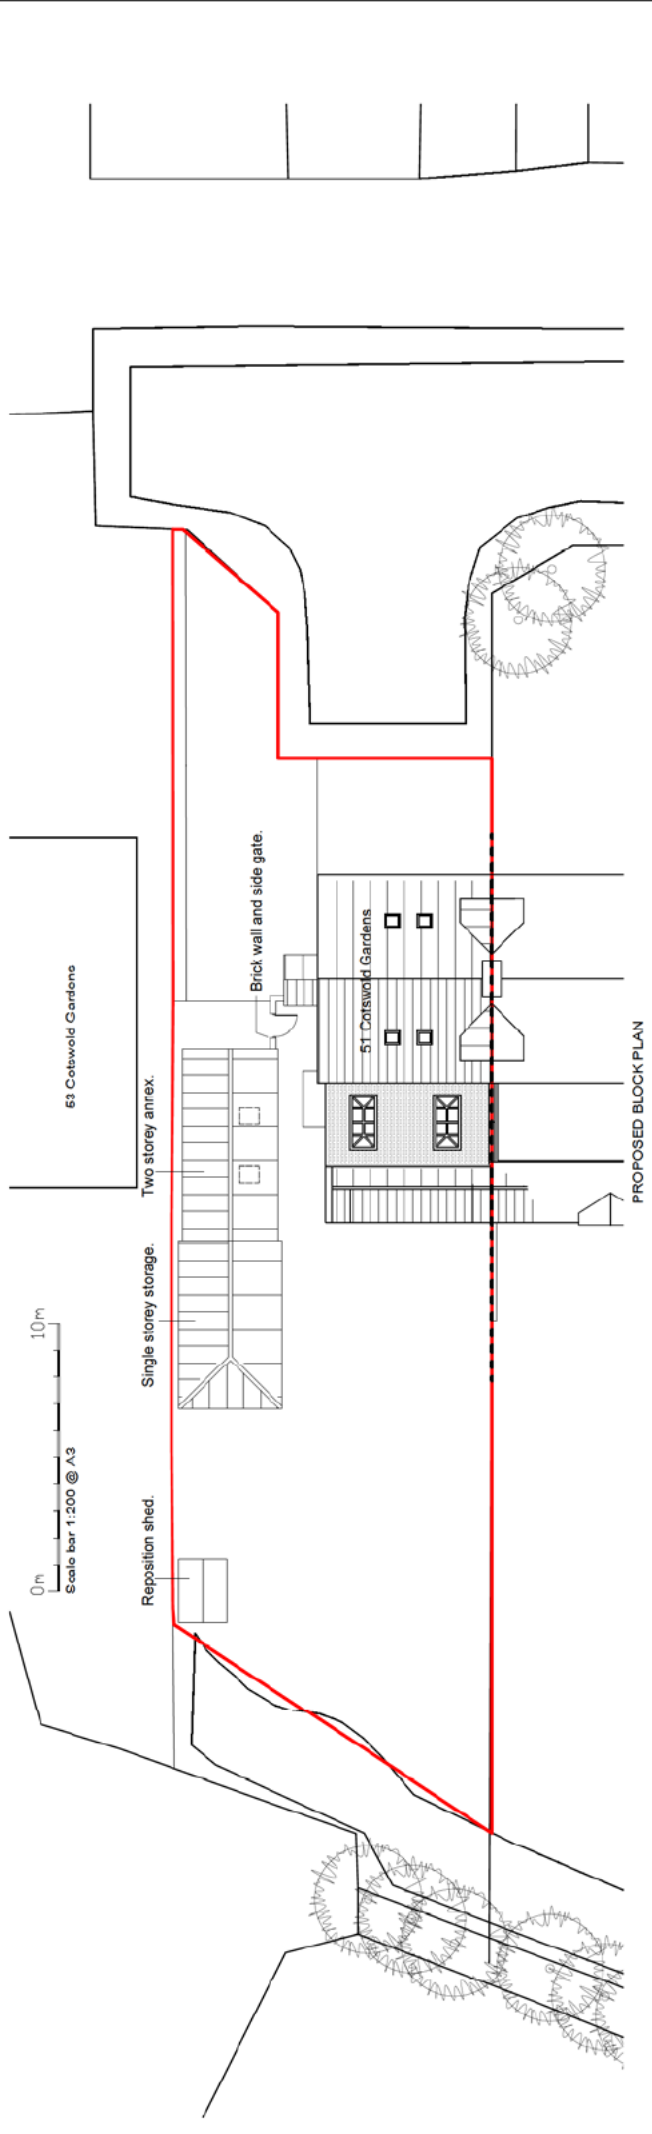 53 Cotswold Gardens
Brick wall and side gate.
51 Cotswold Gardens
Two storey annex.
Single storey storage.
Reposition shed.
0m
10m
Scale bar 1:200 @ A3
PROPOSED BLOCK PLAN